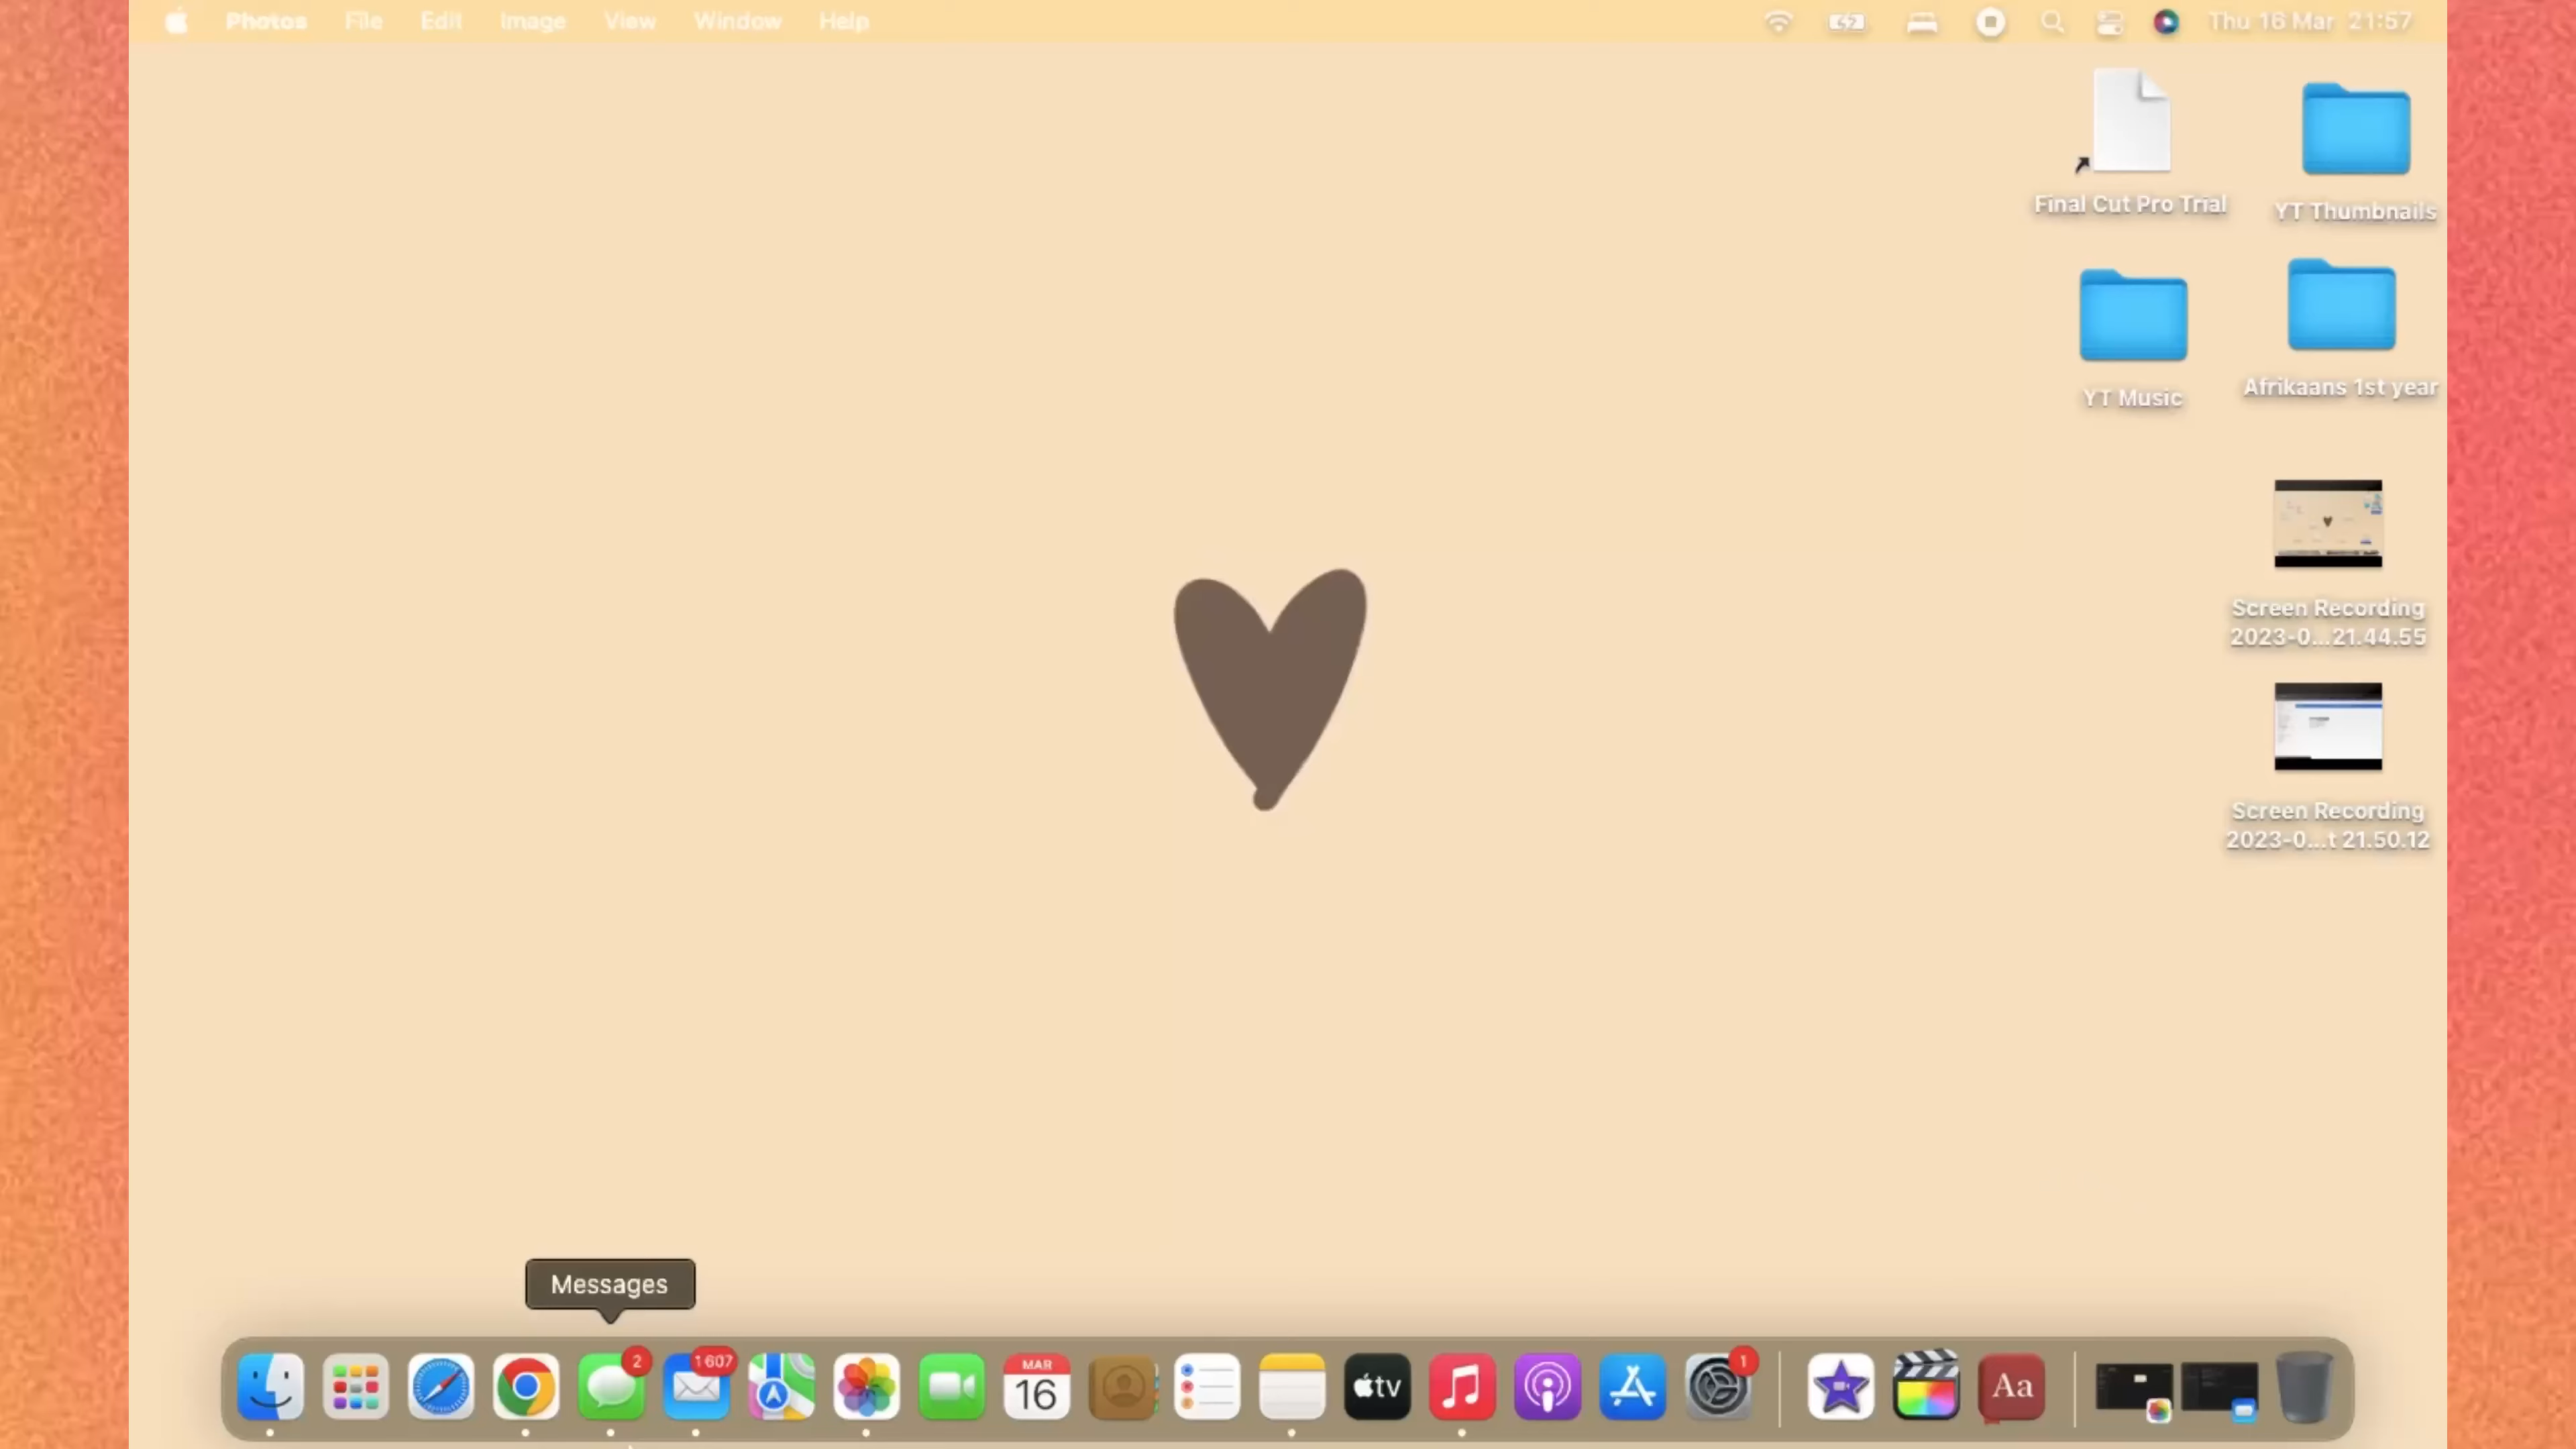 Photos File Edit Image View Window Help Thu 16 Mar 21:57
Final Cut Pro Trial
YT Thumbnails
YT Music
Afrikaans 1st year
Screen Recording
2023-0...21.44.55
Screen Recording
2023-0...t 21.50.12
Messages
2
1 607
MAR
16
tv
1
Aa